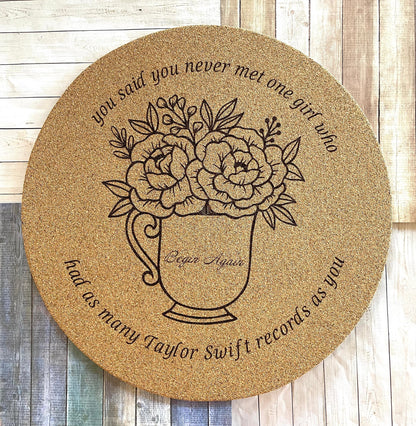 you said you never met one girl who
Begin Again
had as many Taylor Swift records as you